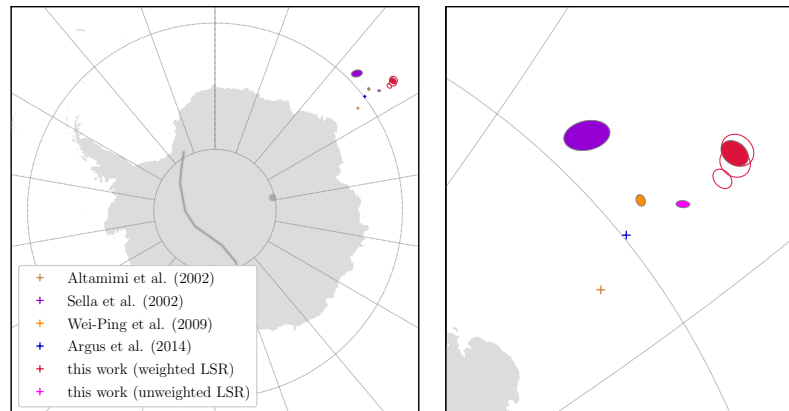 Altamimi et al. (2002)
Sella et al. (2002)
Wei-Ping et al. (2009)
Argus et al. (2014)
this work (weighted LSR)
this work (unweighted LSR)